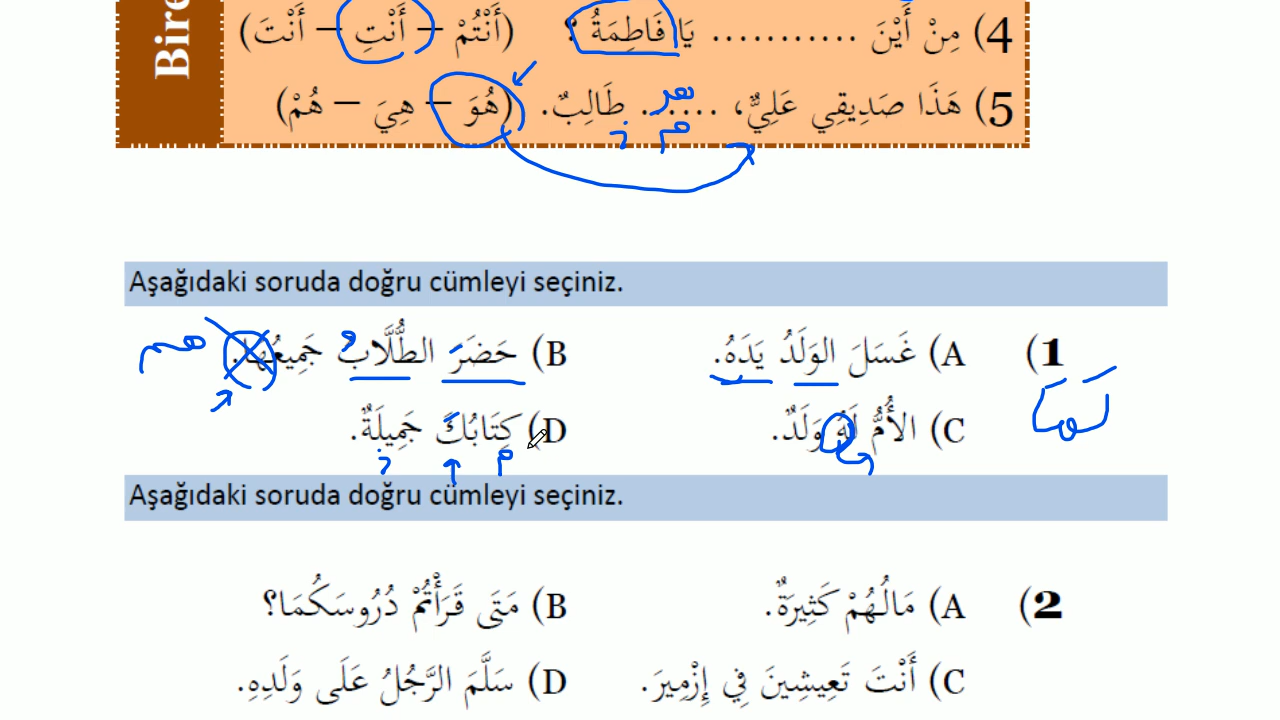 Bire
4) مِنْ أَيْنَ ........... يَا فَاطِمَةُ ؟ (أَنْتُمْ – أَنْتِ – أَنْتَ)
5) هَذَا صَدِيقِي عَلِيٌّ، ...... طَالِبٌ. (هُوَ – هِيَ – هُمْ)
Aşağıdaki soruda doğru cümleyi seçiniz.
1) A) غَسَلَ الوَلَدُ يَدَهُ. B) حَضَرَ الطُّلَّاب جَمِيعُهَا. هم
C) الأُمُّ لَهُ وَلَدٌ. D) كِتَابُكَ جَمِيلَةٌ.
Aşağıdaki soruda doğru cümleyi seçiniz.
2) A) مَالُهُمْ كَثِيرَةٌ. B) مَتَى قَرَأْتُمْ دُرُوسَكُمَا؟
C) أَنْتَ تَعِيشِينَ فِي إِزْمِيرَ. D) سَلَّمَ الرَّجُلُ عَلَى وَلَدِهِ.